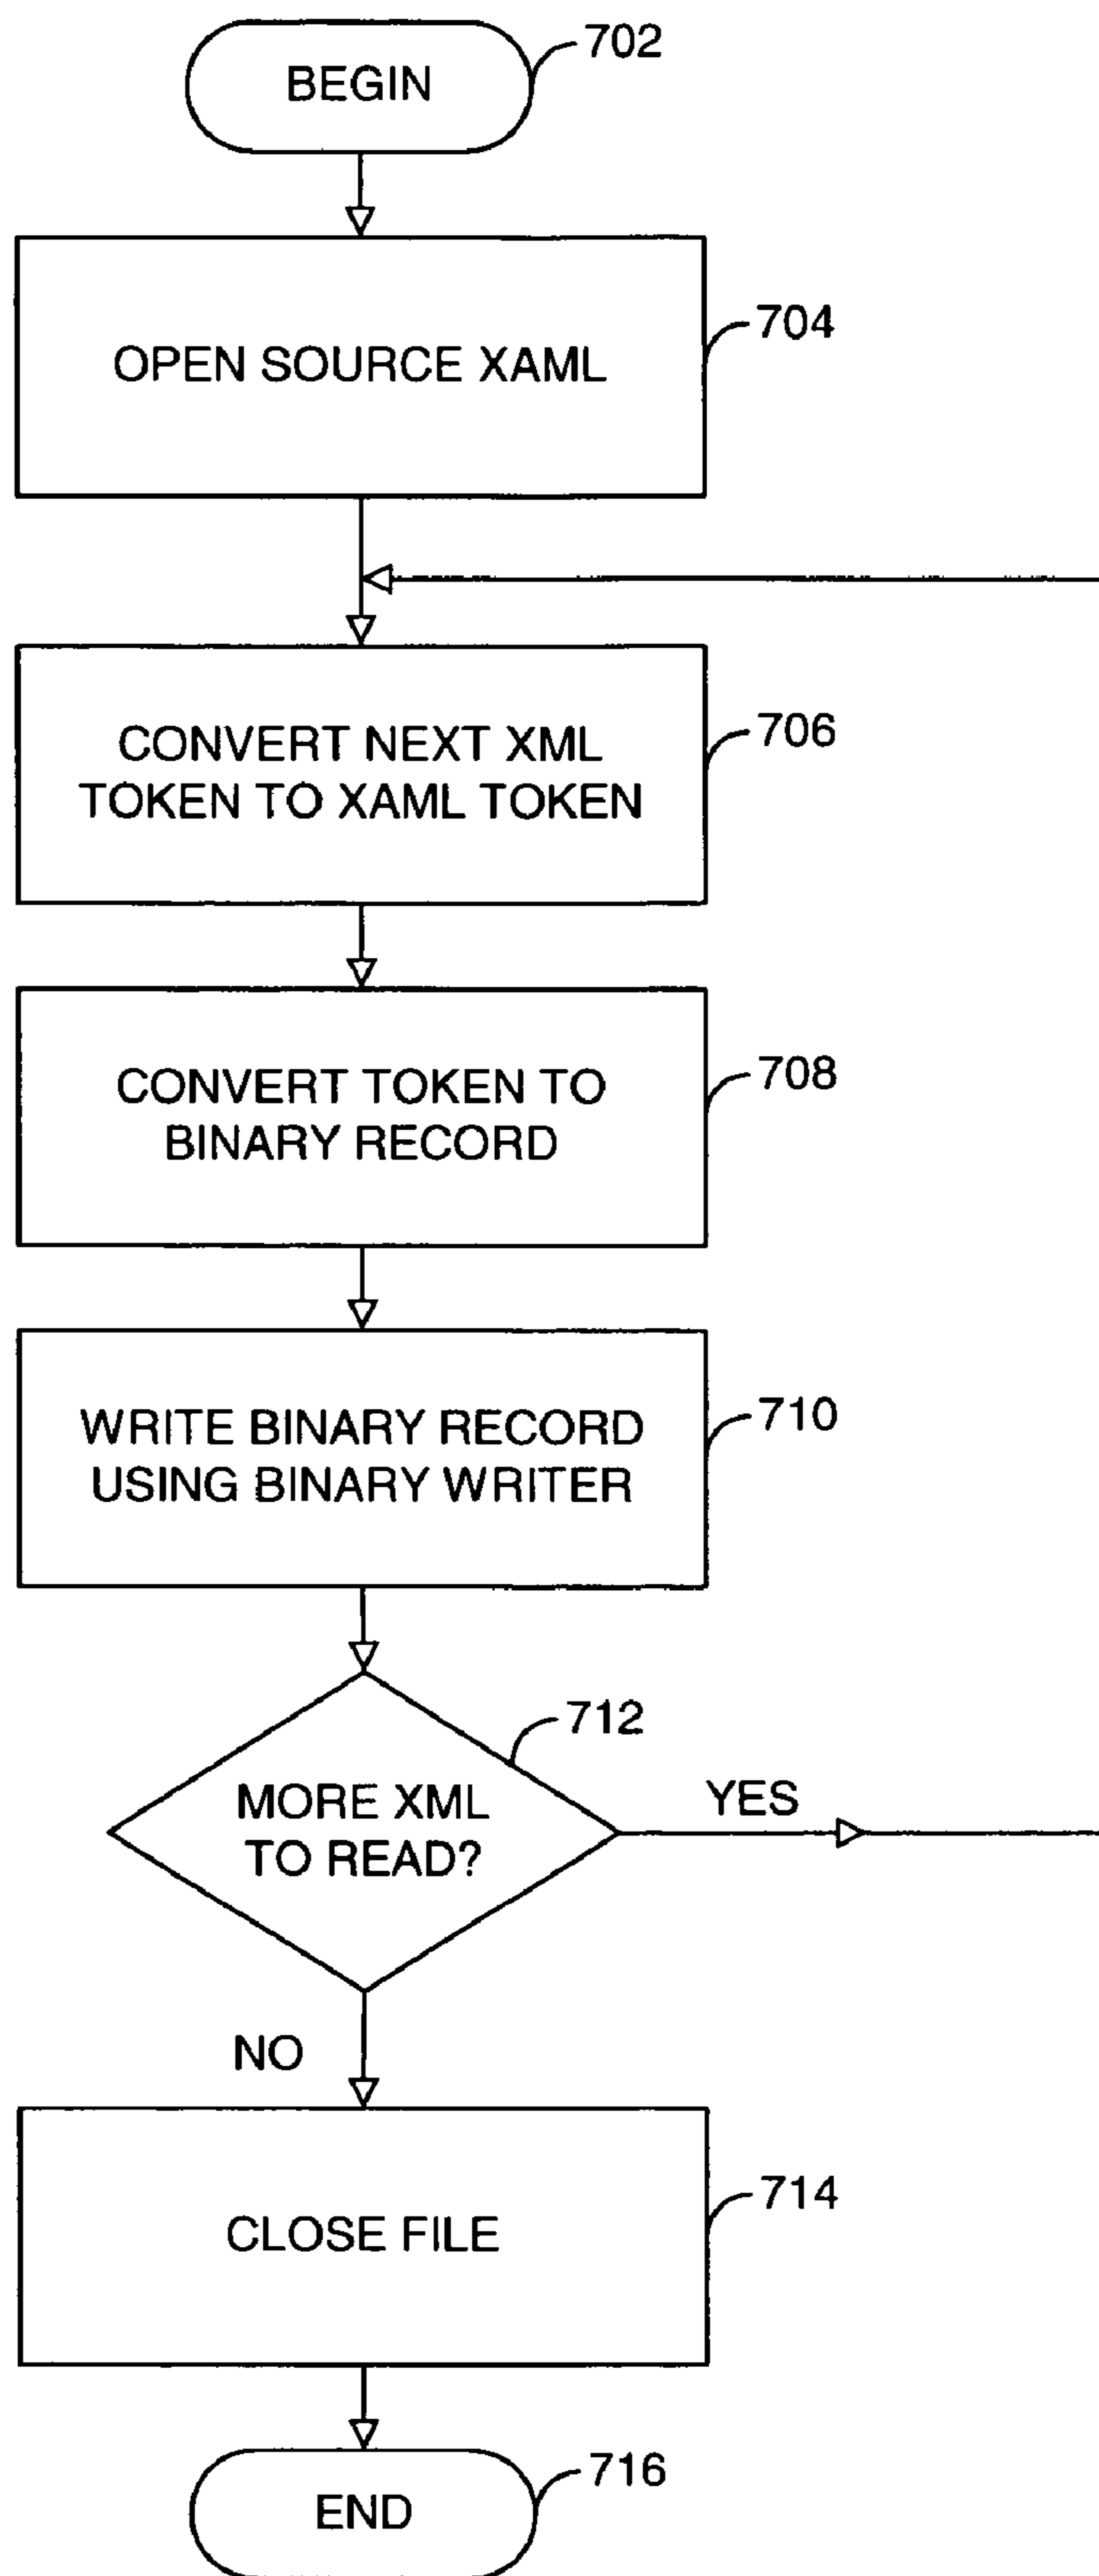 BEGIN
702
OPEN SOURCE XAML
704
CONVERT NEXT XML
TOKEN TO XAML TOKEN
706
CONVERT TOKEN TO
BINARY RECORD
708
WRITE BINARY RECORD
USING BINARY WRITER
710
MORE XML
TO READ?
712
YES
NO
CLOSE FILE
714
END
716